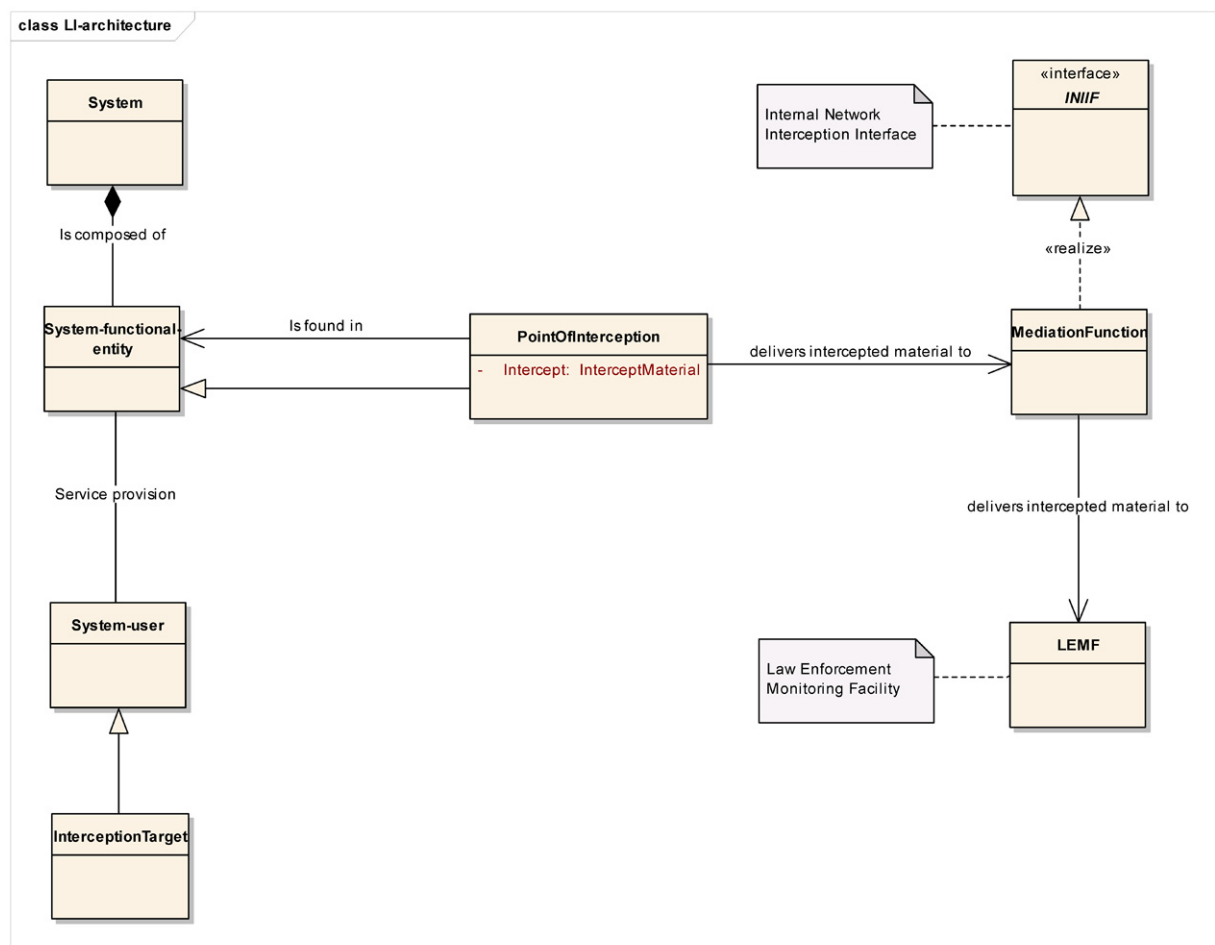 class LI-architecture
System
«interface»
INIIF
Internal Network
Interception Interface
Is composed of
«realize»
System-functional-
entity
Is found in
PointOfInterception
- Intercept: InterceptMaterial
delivers intercepted material to
MediationFunction
Service provision
delivers intercepted material to
System-user
LEMF
Law Enforcement
Monitoring Facility
InterceptionTarget